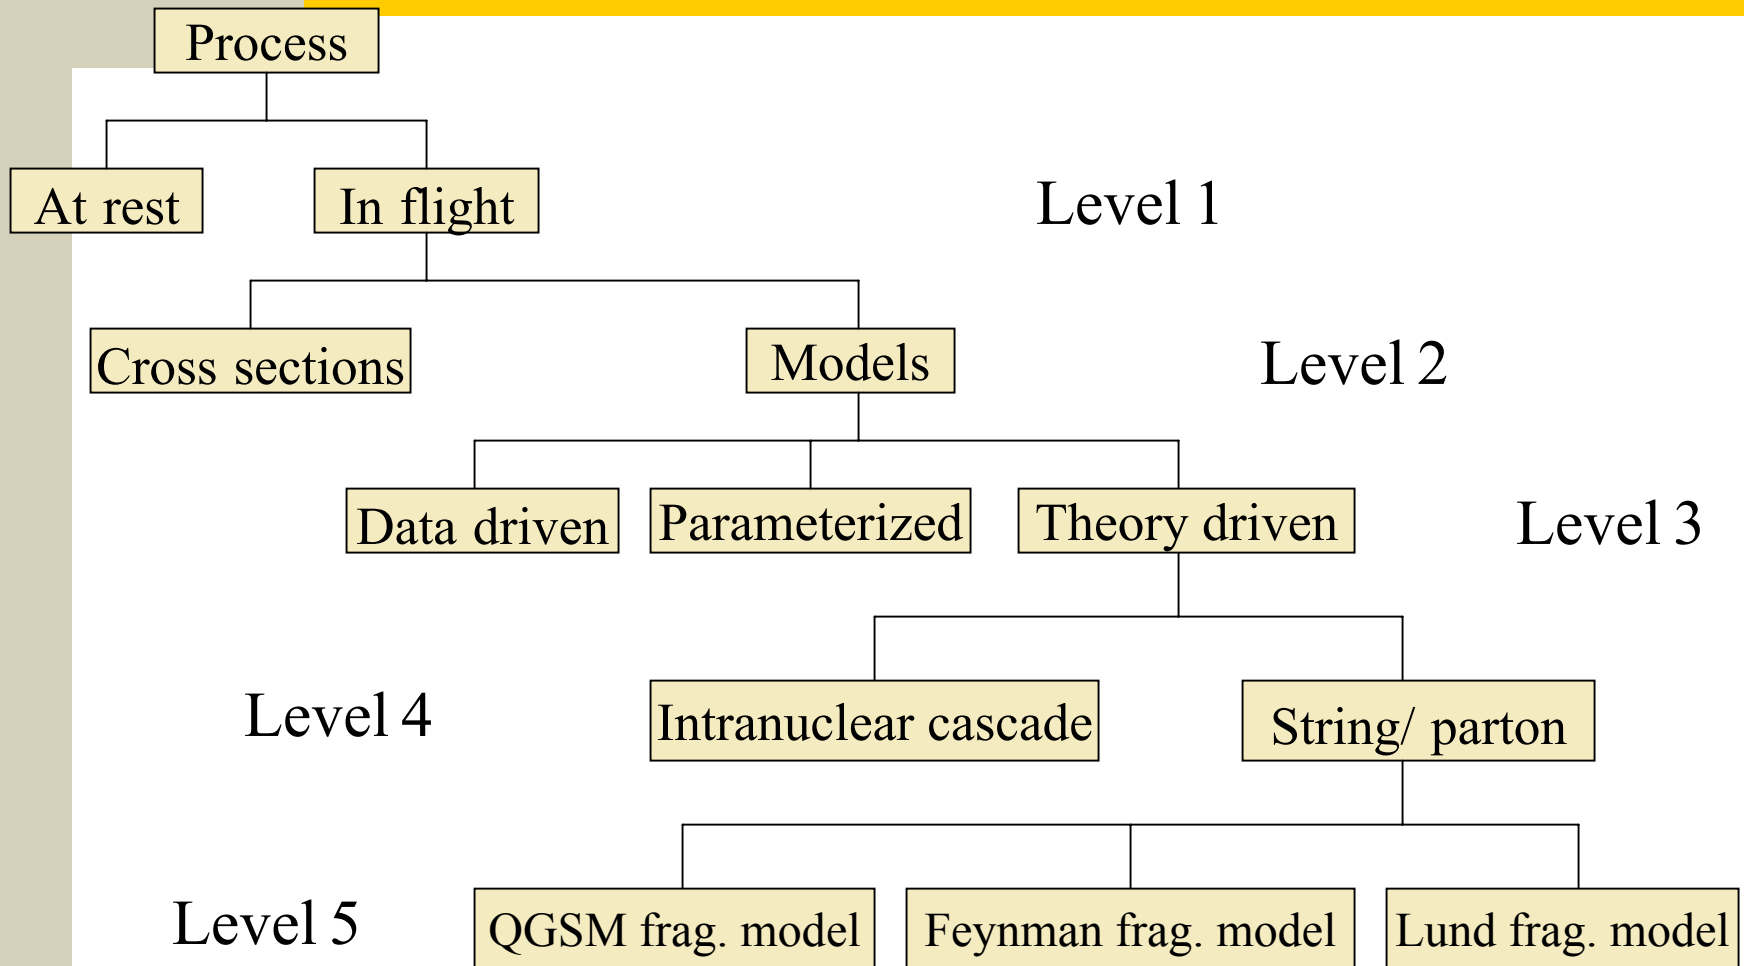 Process
At rest
In flight
Level 1
Cross sections
Models
Level 2
Data driven
Parameterized
Theory driven
Level 3
Level 4
Intranuclear cascade
String/ parton
Level 5
QGSM frag. model
Feynman frag. model
Lund frag. model